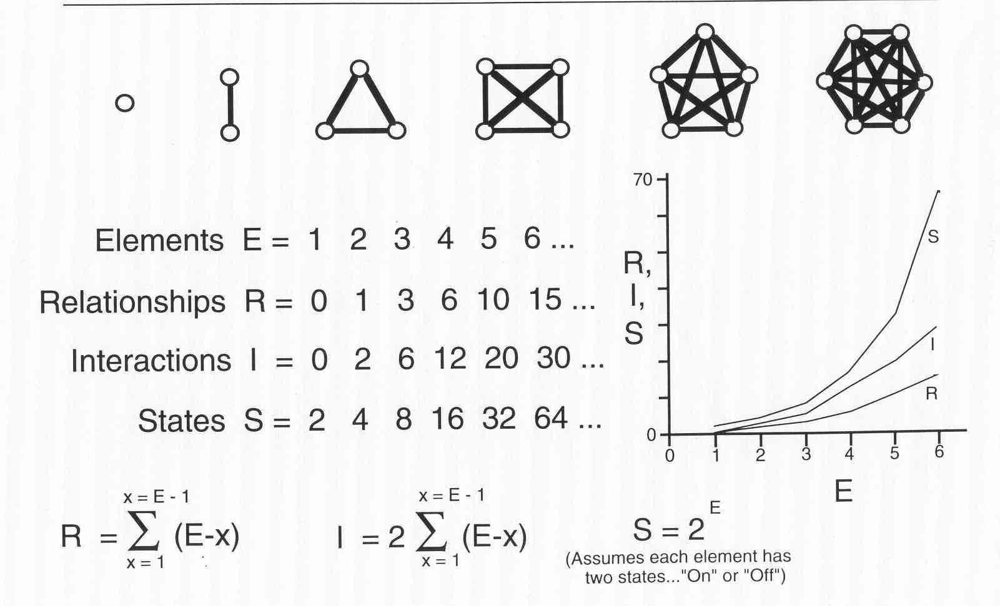 Elements E = 1 2 3 4 5 6 ...
Relationships R = 0 1 3 6 10 15 ...
Interactions I = 0 2 6 12 20 30 ...
States S = 2 4 8 16 32 64 ...
70
R,
I,
S
0
0 1 2 3 4 5 6
E
S
I
R
x = E - 1
R = ∑ (E-x)
x = 1
x = E - 1
I = 2 ∑ (E-x)
x = 1
S = 2^E
(Assumes each element has
two states..."On" or "Off")